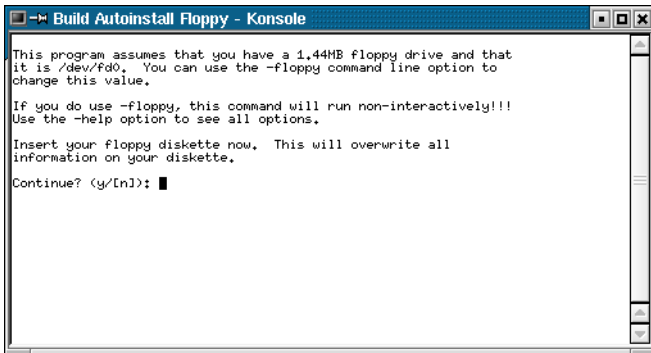 Build Autoinstall Floppy - Konsole
This program assumes that you have a 1.44MB floppy drive and that
it is /dev/fd0.  You can use the -floppy command line option to
change this value.
If you do use -floppy, this command will run non-interactively!!!
Use the -help option to see all options.
Insert your floppy diskette now.  This will overwrite all
information on your diskette.
Continue? (y/[n]):